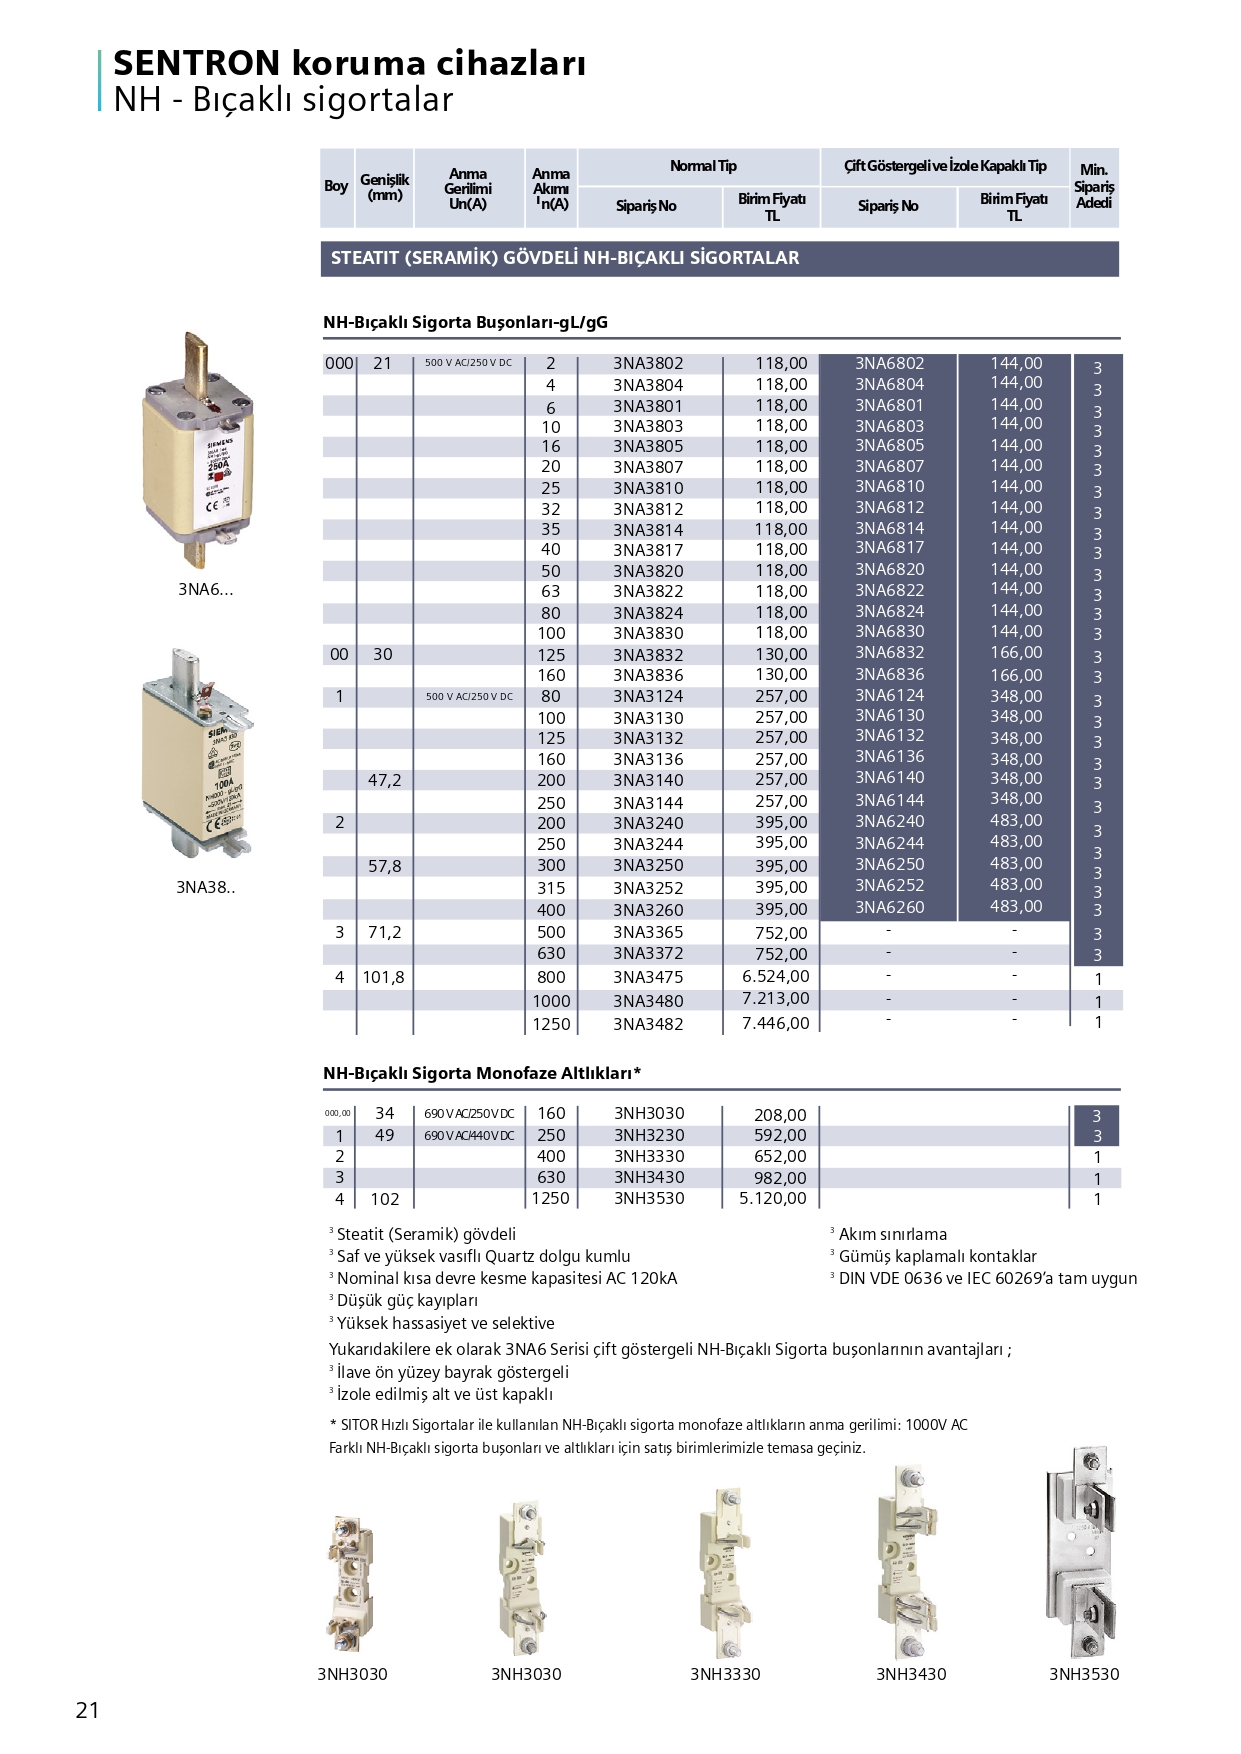 SENTRON koruma cihazları
NH - Bıçaklı sigortalar
Boy Genişlik (mm) Anma Gerilimi Un(A) Anma Akımı In(A) Normal Tip Çift Göstergeli ve İzole Kapaklı Tip Min. Sipariş Adedi
Sipariş No Birim Fiyatı TL Sipariş No Birim Fiyatı TL
STEATIT (SERAMİK) GÖVDELİ NH-BIÇAKLI SİGORTALAR
NH-Bıçaklı Sigorta Buşonları-gL/gG
000 21 500 V AC/250 V DC 2 3NA3802 118,00 3NA6802 144,00 3
4 3NA3804 118,00 3NA6804 144,00 3
6 3NA3801 118,00 3NA6801 144,00 3
10 3NA3803 118,00 3NA6803 144,00 3
16 3NA3805 118,00 3NA6805 144,00 3
20 3NA3807 118,00 3NA6807 144,00 3
25 3NA3810 118,00 3NA6810 144,00 3
32 3NA3812 118,00 3NA6812 144,00 3
35 3NA3814 118,00 3NA6814 144,00 3
40 3NA3817 118,00 3NA6817 144,00 3
50 3NA3820 118,00 3NA6820 144,00 3
63 3NA3822 118,00 3NA6822 144,00 3
80 3NA3824 118,00 3NA6824 144,00 3
100 3NA3830 118,00 3NA6830 144,00 3
00 30 125 3NA3832 130,00 3NA6832 166,00 3
160 3NA3836 130,00 3NA6836 166,00 3
1 500 V AC/250 V DC 80 3NA3124 257,00 3NA6124 348,00 3
100 3NA3130 257,00 3NA6130 348,00 3
125 3NA3132 257,00 3NA6132 348,00 3
160 3NA3136 257,00 3NA6136 348,00 3
47,2 200 3NA3140 257,00 3NA6140 348,00 3
250 3NA3144 257,00 3NA6144 348,00 3
2 200 3NA3240 395,00 3NA6240 483,00 3
250 3NA3244 395,00 3NA6244 483,00 3
57,8 300 3NA3250 395,00 3NA6250 483,00 3
315 3NA3252 395,00 3NA6252 483,00 3
400 3NA3260 395,00 3NA6260 483,00 3
3 71,2 500 3NA3365 752,00 - - 3
630 3NA3372 752,00 - - 3
4 101,8 800 3NA3475 6.524,00 - - 1
1000 3NA3480 7.213,00 - - 1
1250 3NA3482 7.446,00 - - 1
SIEMENS
250A
3NA6...
SIEMENS
100A
3NA38..
NH-Bıçaklı Sigorta Monofaze Altlıkları*
000,00 34 690 V AC/250 V DC 160 3NH3030 208,00 3
1 49 690 V AC/440 V DC 250 3NH3230 592,00 3
2 400 3NH3330 652,00 1
3 630 3NH3430 982,00 1
4 102 1250 3NH3530 5.120,00 1
³ Steatit (Seramik) gövdeli
³ Saf ve yüksek vasıflı Quartz dolgu kumlu
³ Nominal kısa devre kesme kapasitesi AC 120kA
³ Düşük güç kayıpları
³ Yüksek hassasiyet ve selektive
³ Akım sınırlama
³ Gümüş kaplamalı kontaklar
³ DIN VDE 0636 ve IEC 60269’a tam uygun
Yukarıdakilere ek olarak 3NA6 Serisi çift göstergeli NH-Bıçaklı Sigorta buşonlarının avantajları ;
³ İlave ön yüzey bayrak göstergeli
³ İzole edilmiş alt ve üst kapaklı
* SITOR Hızlı Sigortalar ile kullanılan NH-Bıçaklı sigorta monofaze altlıkların anma gerilimi: 1000V AC
Farklı NH-Bıçaklı sigorta buşonları ve altlıkları için satış birimlerimizle temasa geçiniz.
3NH3030 3NH3030 3NH3330 3NH3430 3NH3530
21